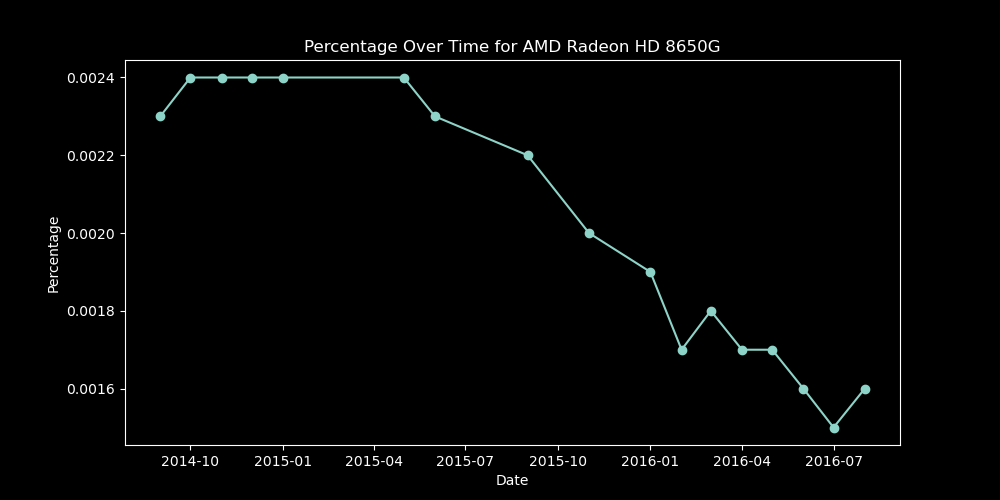 Percentage Over Time for AMD Radeon HD 8650G
0.0024
0.0022
0.0020
0.0018
0.0016
Percentage
2014-10 2015-01 2015-04 2015-07 2015-10 2016-01 2016-04 2016-07
Date